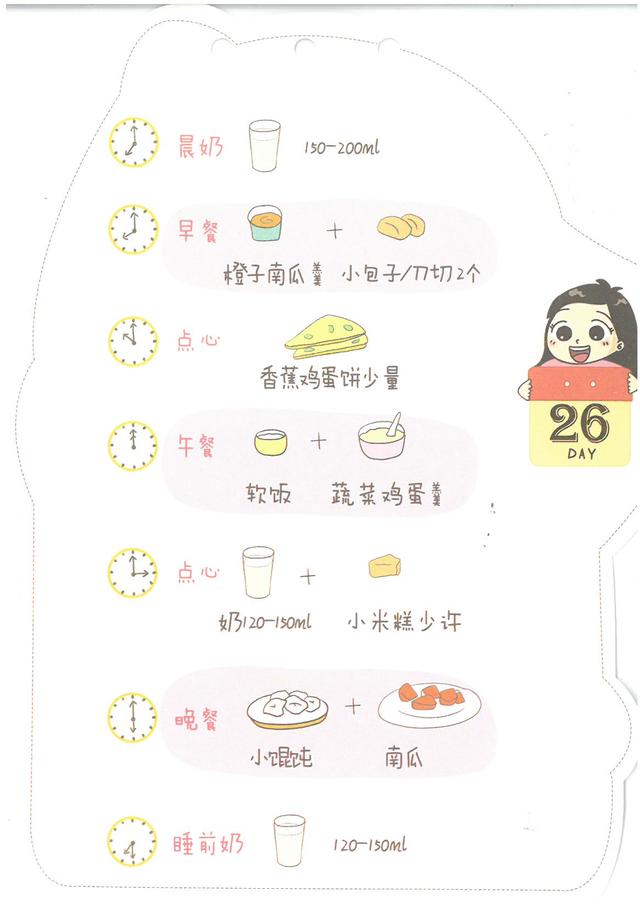 晨奶 150-200ml
早餐 +
橙子南瓜羹 小包子/刀切2个
点心
香蕉鸡蛋饼少量
26
DAY
午餐 +
软饭 蔬菜鸡蛋羹
点心 +
奶120-150ml 小米糕少许
晚餐 +
小馄饨 南瓜
睡前奶 120-150ml